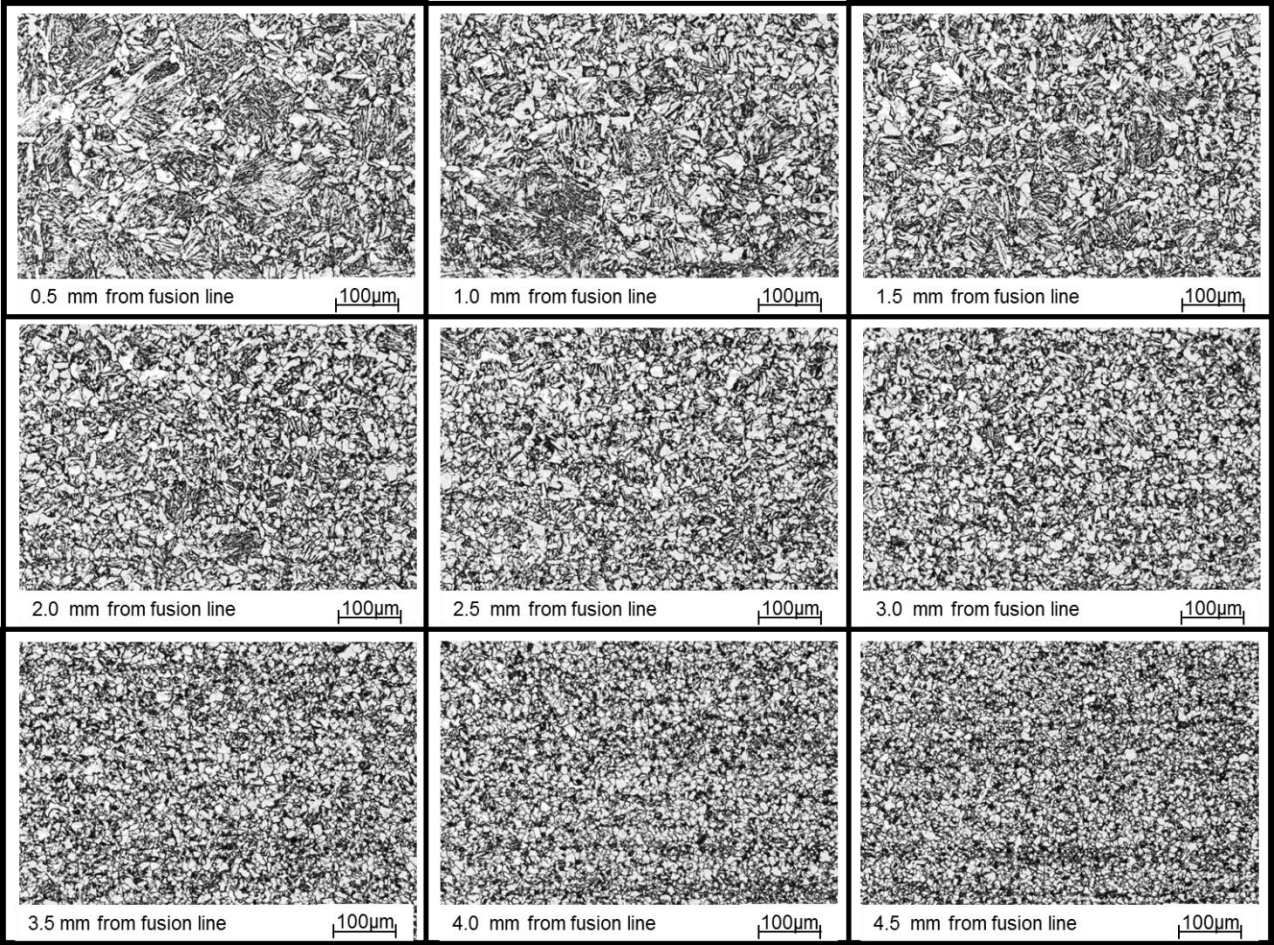 0.5 mm from fusion line 100µm
1.0 mm from fusion line 100µm
1.5 mm from fusion line 100µm
2.0 mm from fusion line 100µm
2.5 mm from fusion line 100µm
3.0 mm from fusion line 100µm
3.5 mm from fusion line 100µm
4.0 mm from fusion line 100µm
4.5 mm from fusion line 100µm